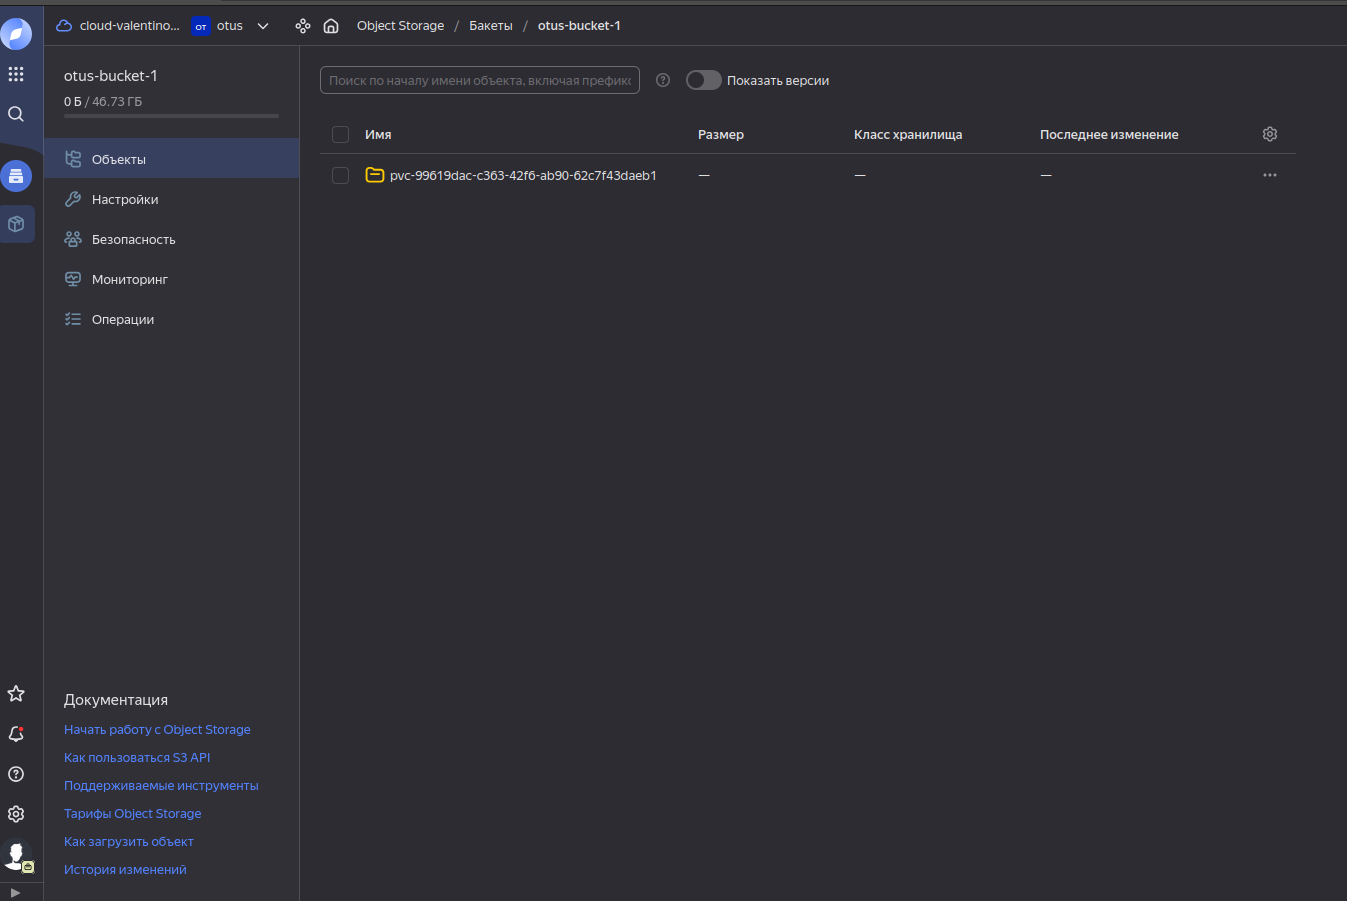 cloud-valentino... от otus Object Storage / Бакеты / otus-bucket-1
otus-bucket-1
0 Б / 46.73 ГБ
Объекты
Настройки
Безопасность
Мониторинг
Операции
Поиск по началу имени объекта, включая префикс
Показать версии
Имя Размер Класс хранилища Последнее изменение
pvc-99619dac-c363-42f6-ab90-62c7f43daeb1 — — —
Документация
Начать работу с Object Storage
Как пользоваться S3 API
Поддерживаемые инструменты
Тарифы Object Storage
Как загрузить объект
История изменений